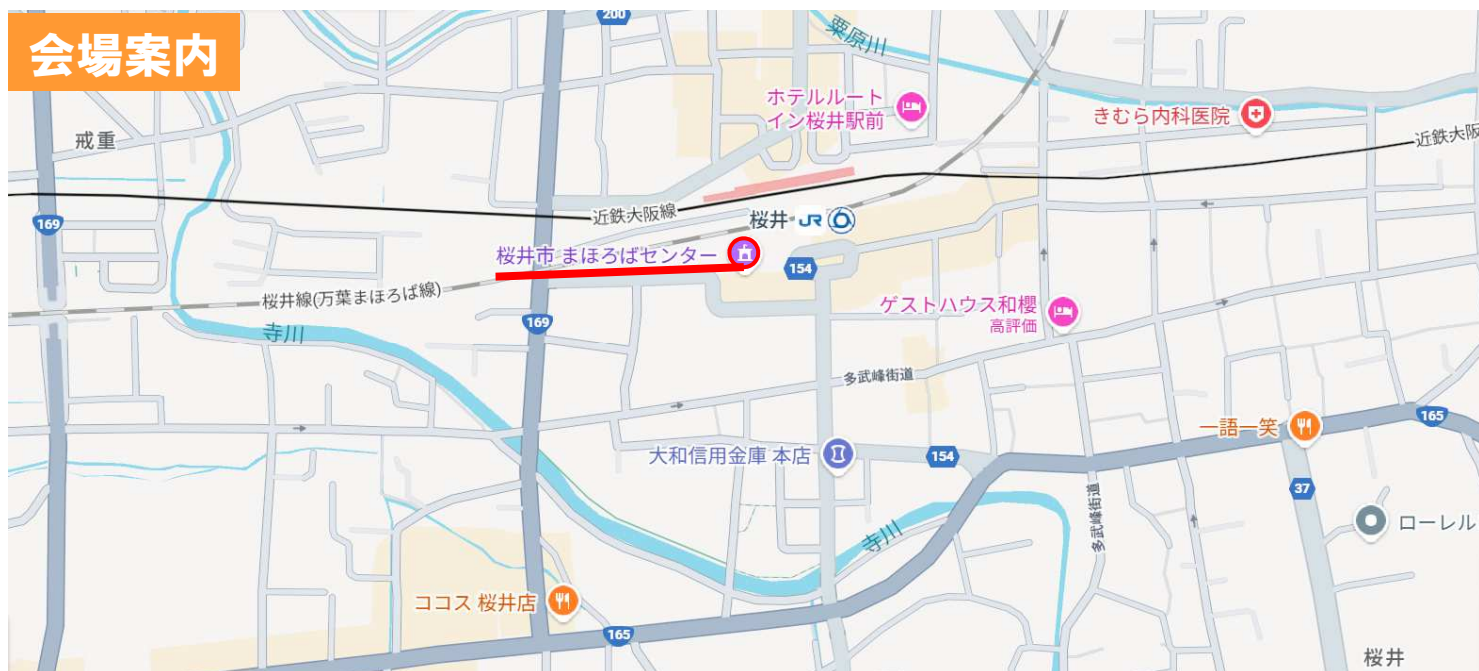 会場案内
200
粟原川
ホテルルート
イン桜井駅前
きむら内科医院
戒重
近鉄大阪
169
近鉄大阪線
桜井 JR
桜井市 まほろばセンター
154
桜井線(万葉まほろば線)
ゲストハウス和櫻
高評価
169
寺川
多武峰街道
165
一語一笑
大和信用金庫 本店
154
37
多武峰街道
ローレル
寺川
ココス 桜井店
165
桜井